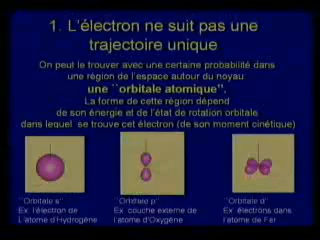 1. L'électron ne suit pas une
trajectoire unique
On peut le trouver avec une certaine probabilité dans
une région de l'espace autour du noyau:
une ``orbitale atomique''.
La forme de cette région dépend
de son énergie et de l'état de rotation orbitale
dans lequel se trouve cet électron (de son moment cinétique)
``Orbitale s''
Ex l'électron de
L'atome d'Hydrogène
``Orbitale p''
Ex couche externe de
l'atome d'Oxygène
``Orbitale d''
Ex électrons dans
l'atome de Fer